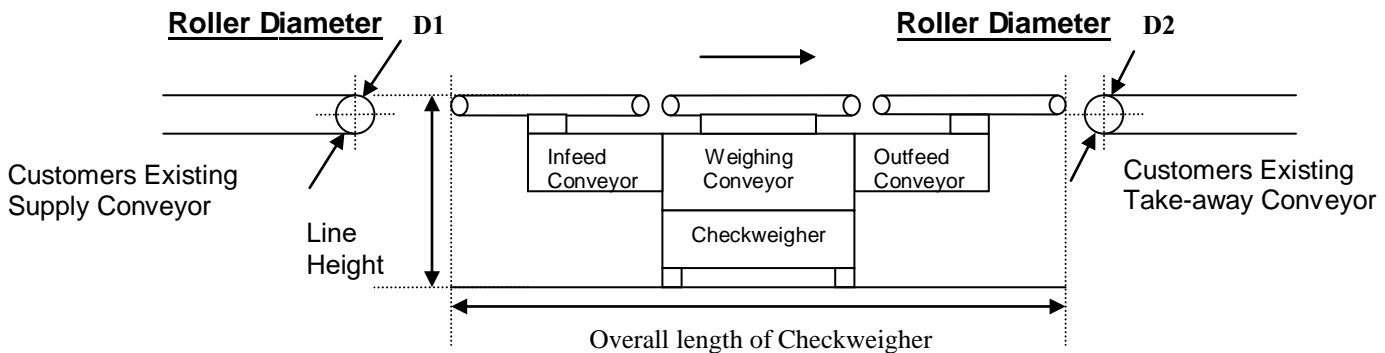 Roller Diameter D1
Roller Diameter D2
Customers Existing
Supply Conveyor
Line
Height
Infeed
Conveyor
Weighing
Conveyor
Outfeed
Conveyor
Checkweigher
Customers Existing
Take-away Conveyor
Overall length of Checkweigher